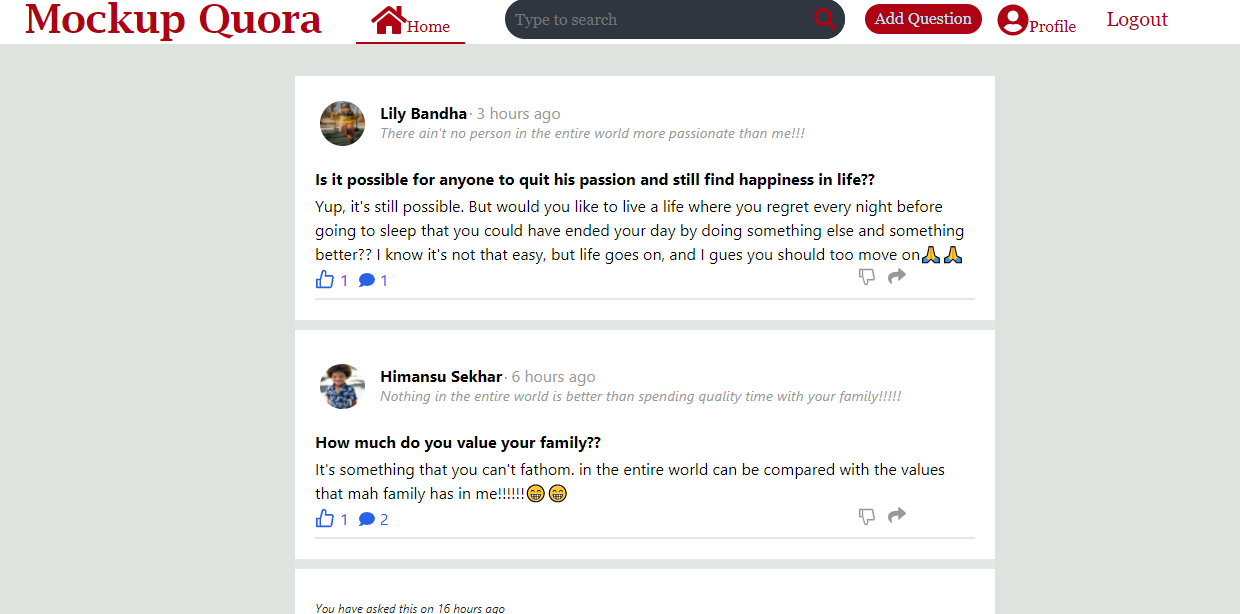 Mockup Quora Home Type to search Add Question Profile Logout
Lily Bandha · 3 hours ago
There ain't no person in the entire world more passionate than me!!!
Is it possible for anyone to quit his passion and still find happiness in life??
Yup, it's still possible. But would you like to live a life where you regret every night before
going to sleep that you could have ended your day by doing something else and something
better?? I know it's not that easy, but life goes on, and I gues you should too move on🙏🙏
1 1
Himansu Sekhar · 6 hours ago
Nothing in the entire world is better than spending quality time with your family!!!!!
How much do you value your family??
It's something that you can't fathom. in the entire world can be compared with the values
that mah family has in me!!!!!!😁😁
1 2
You have asked this on 16 hours ago